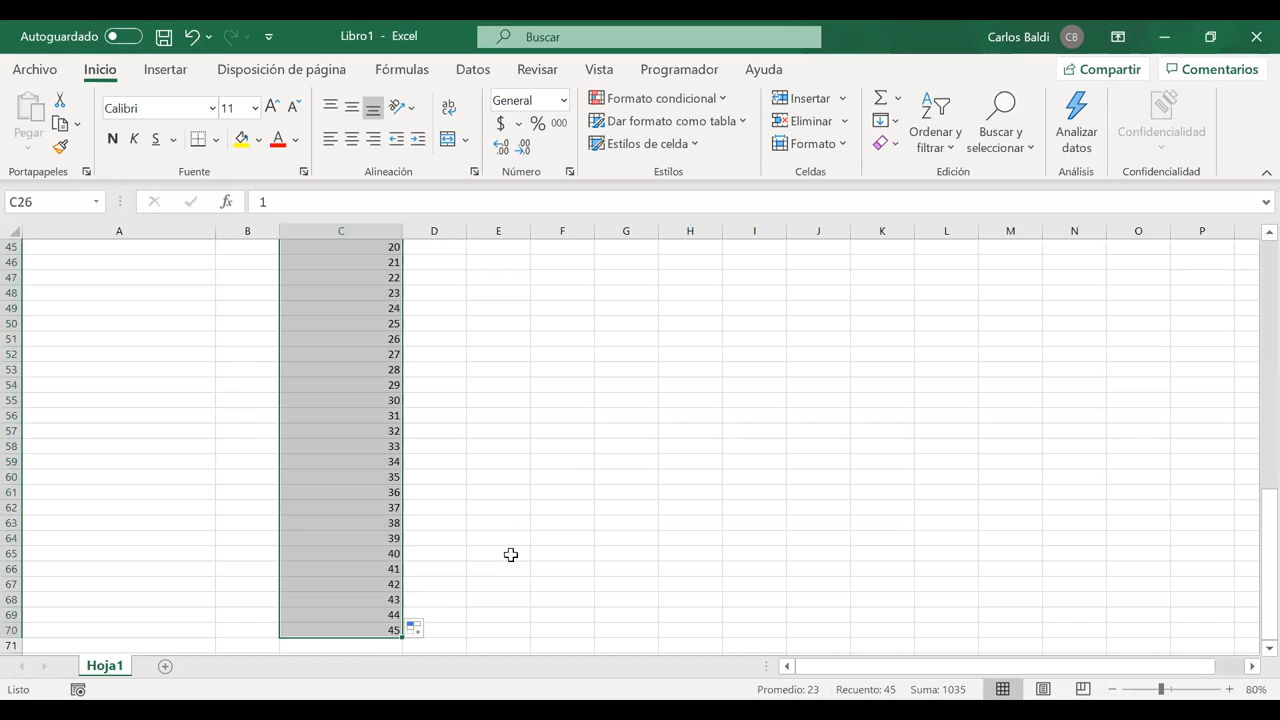 Autoguardado Libro1 - Excel Buscar Carlos Baldi CB
Archivo Inicio Insertar Disposición de página Fórmulas Datos Revisar Vista Programador Ayuda Compartir Comentarios
Calibri 11 General Formato condicional Insertar
Pegar N K S $ % 000 Dar formato como tabla Eliminar Ordenar y filtrar Buscar y seleccionar Analizar datos Confidencialidad
Estilos de celda Formato
Portapapeles Fuente Alineación Número Estilos Celdas Edición Análisis Confidencialidad
C26 fx 1
A B C D E F G H I J K L M N O P
45 20
46 21
47 22
48 23
49 24
50 25
51 26
52 27
53 28
54 29
55 30
56 31
57 32
58 33
59 34
60 35
61 36
62 37
63 38
64 39
65 40
66 41
67 42
68 43
69 44
70 45
71
Hoja1
Listo Promedio: 23 Recuento: 45 Suma: 1035 80%